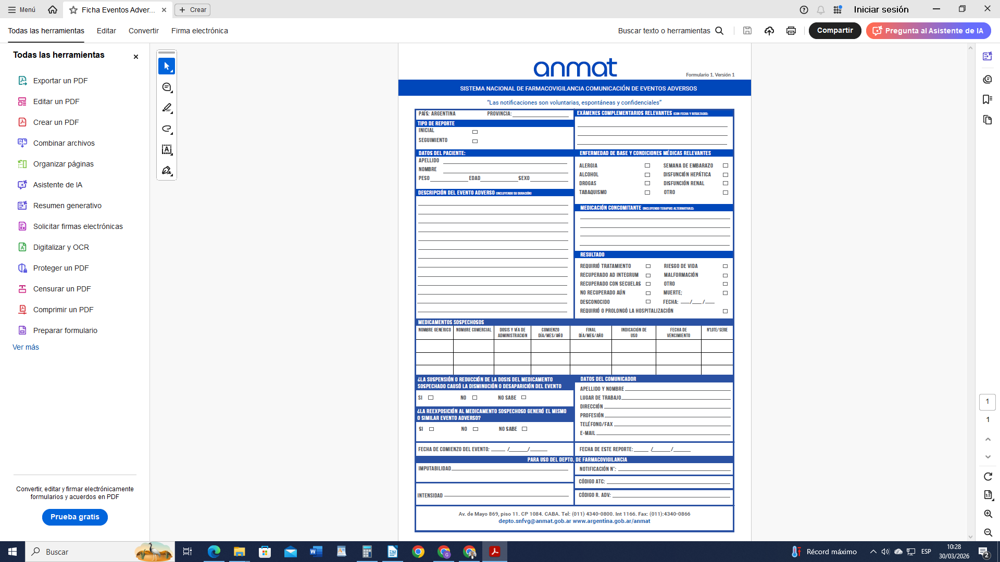 Menú
Ficha Eventos Adver...
Crear
Iniciar sesión
Todas las herramientas
Editar
Convertir
Firma electrónica
Buscar texto o herramientas
Compartir
Pregunta al Asistente de IA
Todas las herramientas
Exportar un PDF
Editar un PDF
Crear un PDF
Combinar archivos
Organizar páginas
Asistente de IA
Resumen generativo
Solicitar firmas electrónicas
Digitalizar y OCR
Proteger un PDF
Censurar un PDF
Comprimir un PDF
Preparar formulario
Ver más
Convertir, editar y firmar electrónicamente
formularios y acuerdos en PDF
Prueba gratis
anmat
Formulario 1. Versión 1
SISTEMA NACIONAL DE FARMACOVIGILANCIA COMUNICACIÓN DE EVENTOS ADVERSOS
"Las notificaciones son voluntarias, espontáneas y confidenciales"
PAÍS: ARGENTINA PROVINCIA:
TIPO DE REPORTE
INICIAL
SEGUIMIENTO
DATOS DEL PACIENTE:
APELLIDO
NOMBRE
PESO EDAD SEXO
DESCRIPCIÓN DEL EVENTO ADVERSO (INCLUYENDO SU DURACIÓN)
EXÁMENES COMPLEMENTARIOS RELEVANTES (CON FECHA Y RESULTADO):
ENFERMEDAD DE BASE Y CONDICIONES MÉDICAS RELEVANTES
ALERGIA SEMANA DE EMBARAZO
ALCOHOL DISFUNCIÓN HEPÁTICA
DROGAS DISFUNCIÓN RENAL
TABAQUISMO OTRO
MEDICACIÓN CONCOMITANTE (INCLUYENDO TERAPIAS ALTERNATIVAS):
RESULTADO
REQUIRIÓ TRATAMIENTO RIESGO DE VIDA
RECUPERADO AD INTEGRUM MALFORMACIÓN
RECUPERADO CON SECUELAS OTRO
NO RECUPERADO AÚN MUERTE;
DESCONOCIDO FECHA: ___/___/___
REQUIRIÓ O PROLONGÓ LA HOSPITALIZACIÓN
MEDICAMENTOS SOSPECHOSOS
NOMBRE GENÉRICO NOMBRE COMERCIAL DOSIS Y VÍA DE COMIENZO FINAL INDICACIÓN DE FECHA DE N°LOTE/SERIE
ADMINISTRACIÓN DÍA/MES/AÑO DÍA/MES/AÑO USO VENCIMIENTO
¿LA SUSPENSIÓN O REDUCCIÓN DE LA DOSIS DEL MEDICAMENTO
SOSPECHADO CAUSÓ LA DISMINUCIÓN O DESAPARICIÓN DEL EVENTO
SI NO NO SABE
¿LA REEXPOSICIÓN AL MEDICAMENTO SOSPECHOSO GENERÓ EL MISMO
O SIMILAR EVENTO ADVERSO?
SI NO NO SABE
DATOS DEL COMUNICADOR
APELLIDO Y NOMBRE
LUGAR DE TRABAJO
DIRECCIÓN
PROFESIÓN
TELÉFONO/FAX
E-MAIL
FECHA DE COMIENZO DEL EVENTO: ___ /___/___
FECHA DE ESTE REPORTE: ___ /___/___
PARA USO DEL DEPTO. DE FARMACOVIGILANCIA
IMPUTABILIDAD
INTENSIDAD
NOTIFICACIÓN N°:
CÓDIGO ATC:
CÓDIGO R. ADV:
Av. de Mayo 869, piso 11. CP 1084. CABA. Tel: (011) 4340-0800. Int 1166. Fax: (011):4340-0866
depto.snfvg@anmat.gob.ar www.argentina.gob.ar/anmat
1
1
Buscar
Récord máximo
ESP
10:28
30/03/2026
2